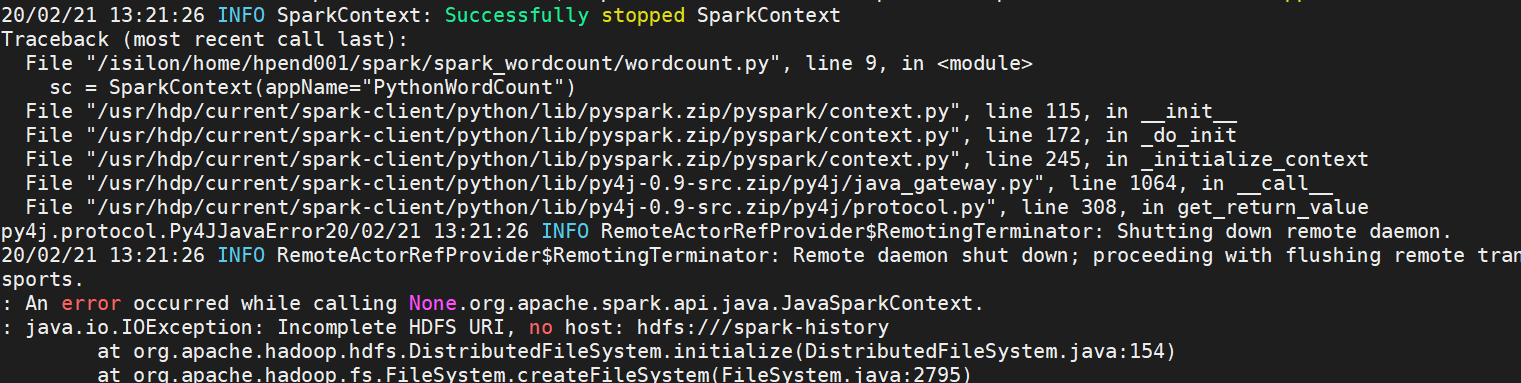 20/02/21 13:21:26 INFO SparkContext: Successfully stopped SparkContext
Traceback (most recent call last):
  File "/isilon/home/hpend001/spark/spark_wordcount/wordcount.py", line 9, in <module>
    sc = SparkContext(appName="PythonWordCount")
  File "/usr/hdp/current/spark-client/python/lib/pyspark.zip/pyspark/context.py", line 115, in __init__
  File "/usr/hdp/current/spark-client/python/lib/pyspark.zip/pyspark/context.py", line 172, in _do_init
  File "/usr/hdp/current/spark-client/python/lib/pyspark.zip/pyspark/context.py", line 245, in _initialize_context
  File "/usr/hdp/current/spark-client/python/lib/py4j-0.9-src.zip/py4j/java_gateway.py", line 1064, in __call__
  File "/usr/hdp/current/spark-client/python/lib/py4j-0.9-src.zip/py4j/protocol.py", line 308, in get_return_value
py4j.protocol.Py4JJavaError20/02/21 13:21:26 INFO RemoteActorRefProvider$RemotingTerminator: Shutting down remote daemon.
20/02/21 13:21:26 INFO RemoteActorRefProvider$RemotingTerminator: Remote daemon shut down; proceeding with flushing remote tran
sports.
: An error occurred while calling None.org.apache.spark.api.java.JavaSparkContext.
: java.io.IOException: Incomplete HDFS URI, no host: hdfs:///spark-history
        at org.apache.hadoop.hdfs.DistributedFileSystem.initialize(DistributedFileSystem.java:154)
        at org.apache.hadoop.fs.FileSystem.createFileSystem(FileSystem.java:2795)